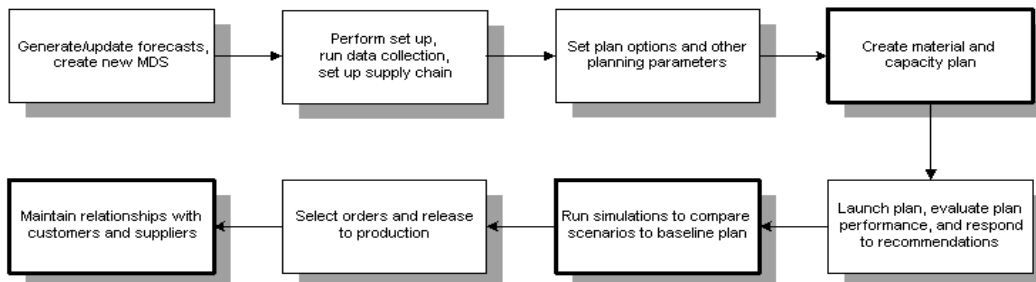 Generate/update forecasts,
create new MDS
Perform set up,
run data collection,
set up supply chain
Set plan options and other
planning parameters
Create material and
capacity plan
Launch plan, evaluate plan
performance, and respond
to recommendations
Run simulations to compare
scenarios to baseline plan
Select orders and release
to production
Maintain relationships with
customers and suppliers